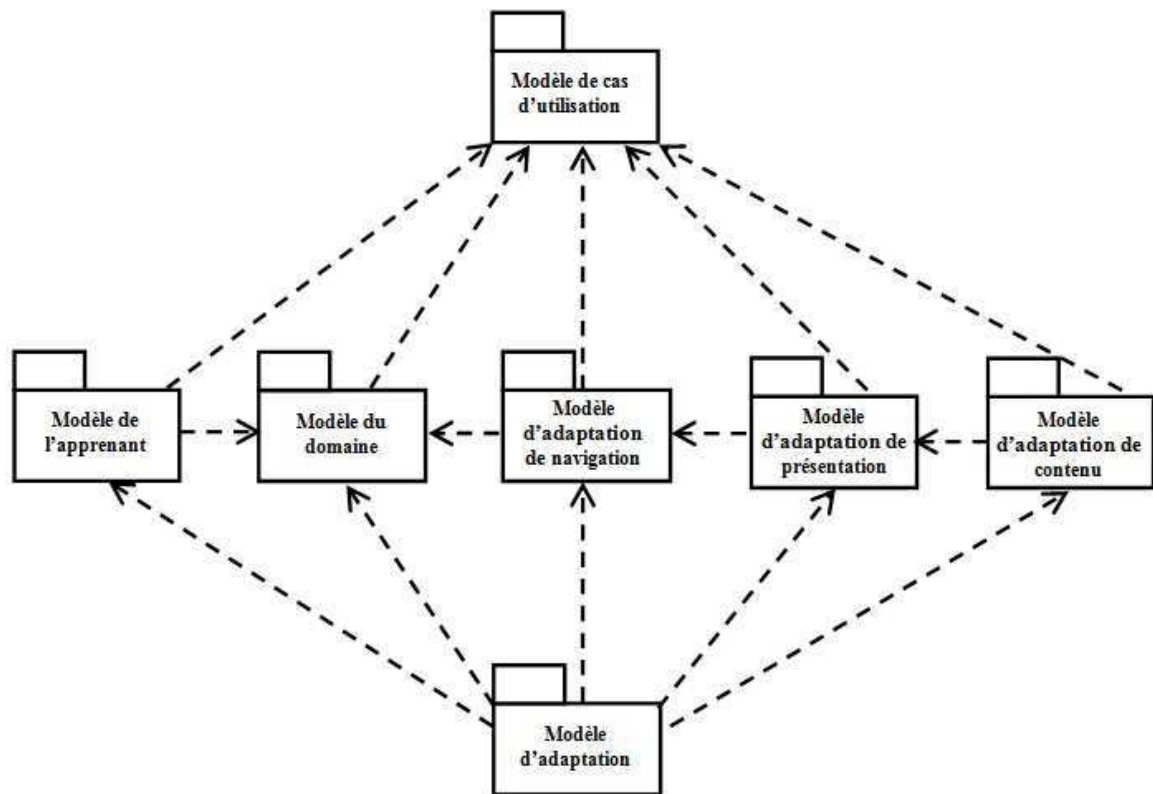 Modèle de cas
d'utilisation
Modèle de
l'apprenant
Modèle du
domaine
Modèle
d'adaptation
de navigation
Modèle
d'adaptation de
présentation
Modèle
d'adaptation de
contenu
Modèle
d'adaptation